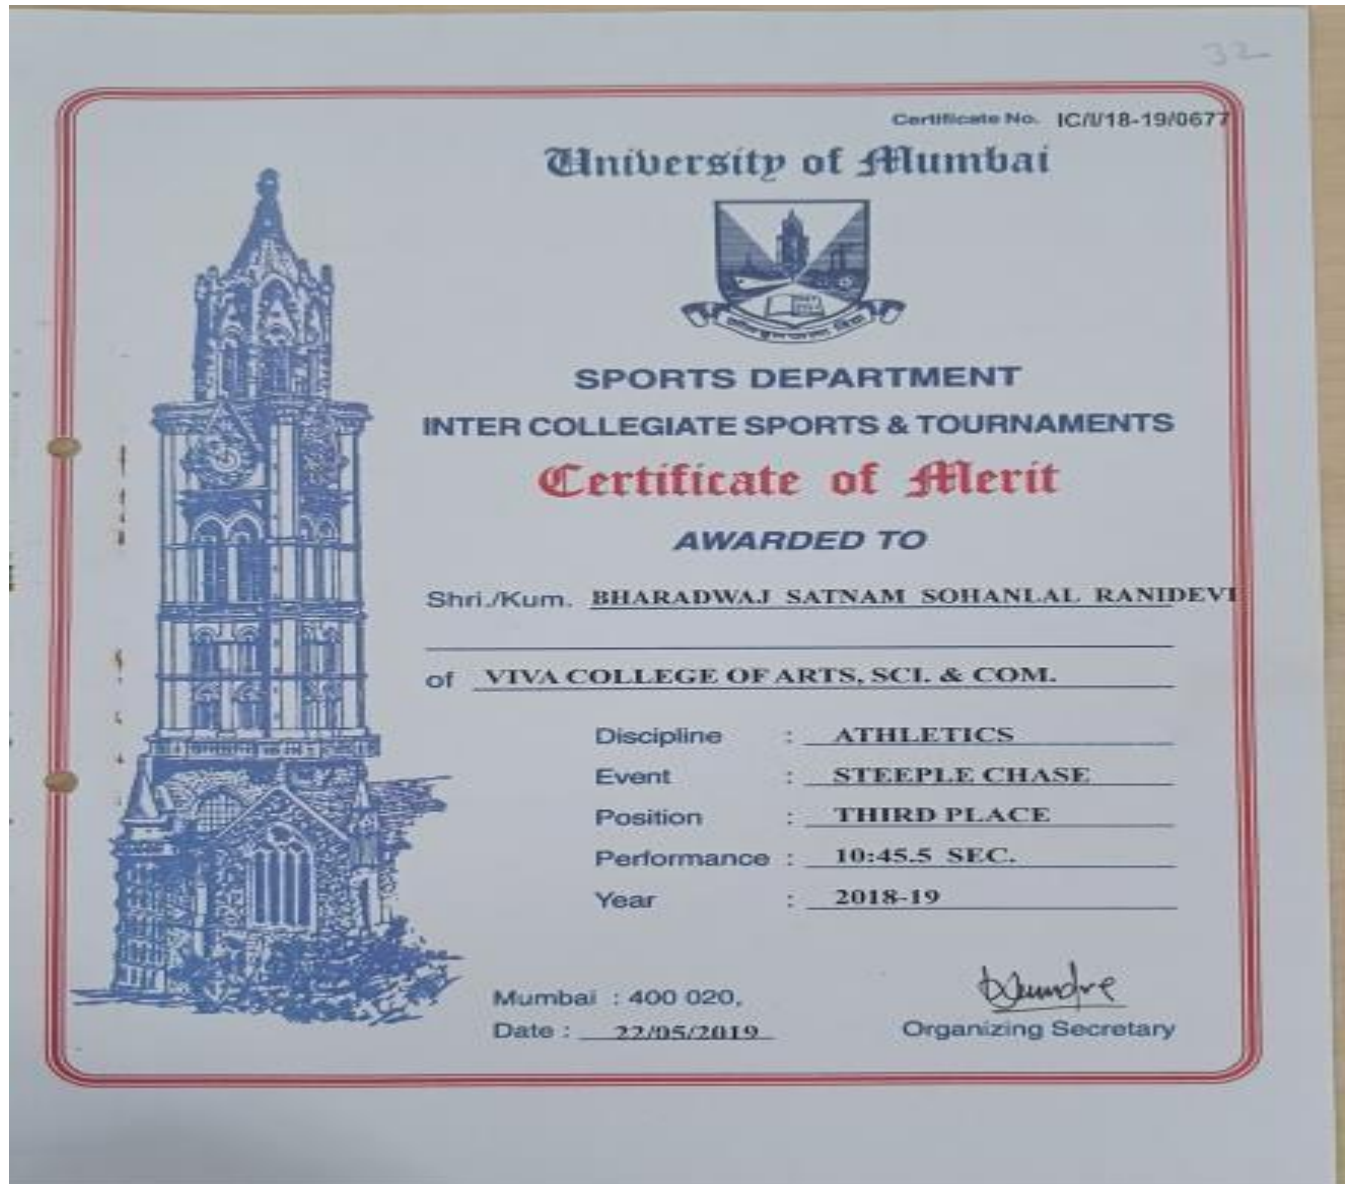 32
Certificate No. IC/I/18-19/0677
University of Mumbai
SPORTS DEPARTMENT
INTER COLLEGIATE SPORTS & TOURNAMENTS
Certificate of Merit
AWARDED TO
Shri./Kum. BHARADWAJ SATNAM SOHANLAL RANIDEVI
of VIVA COLLEGE OF ARTS, SCI. & COM.
Discipline : ATHLETICS
Event : STEEPLE CHASE
Position : THIRD PLACE
Performance : 10:45.5 SEC.
Year : 2018-19
Mumbai : 400 020,
Date : 22/05/2019
Organizing Secretary